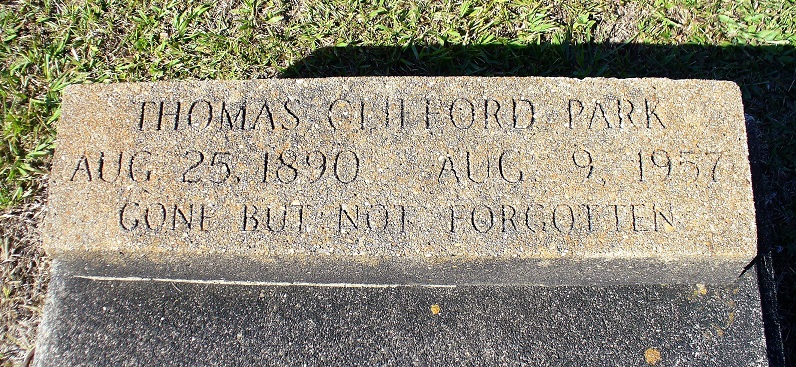 THOMAS CLIFFORD PARK
AUG. 25, 1890 AUG. 9, 1957
GONE BUT NOT FORGOTTEN